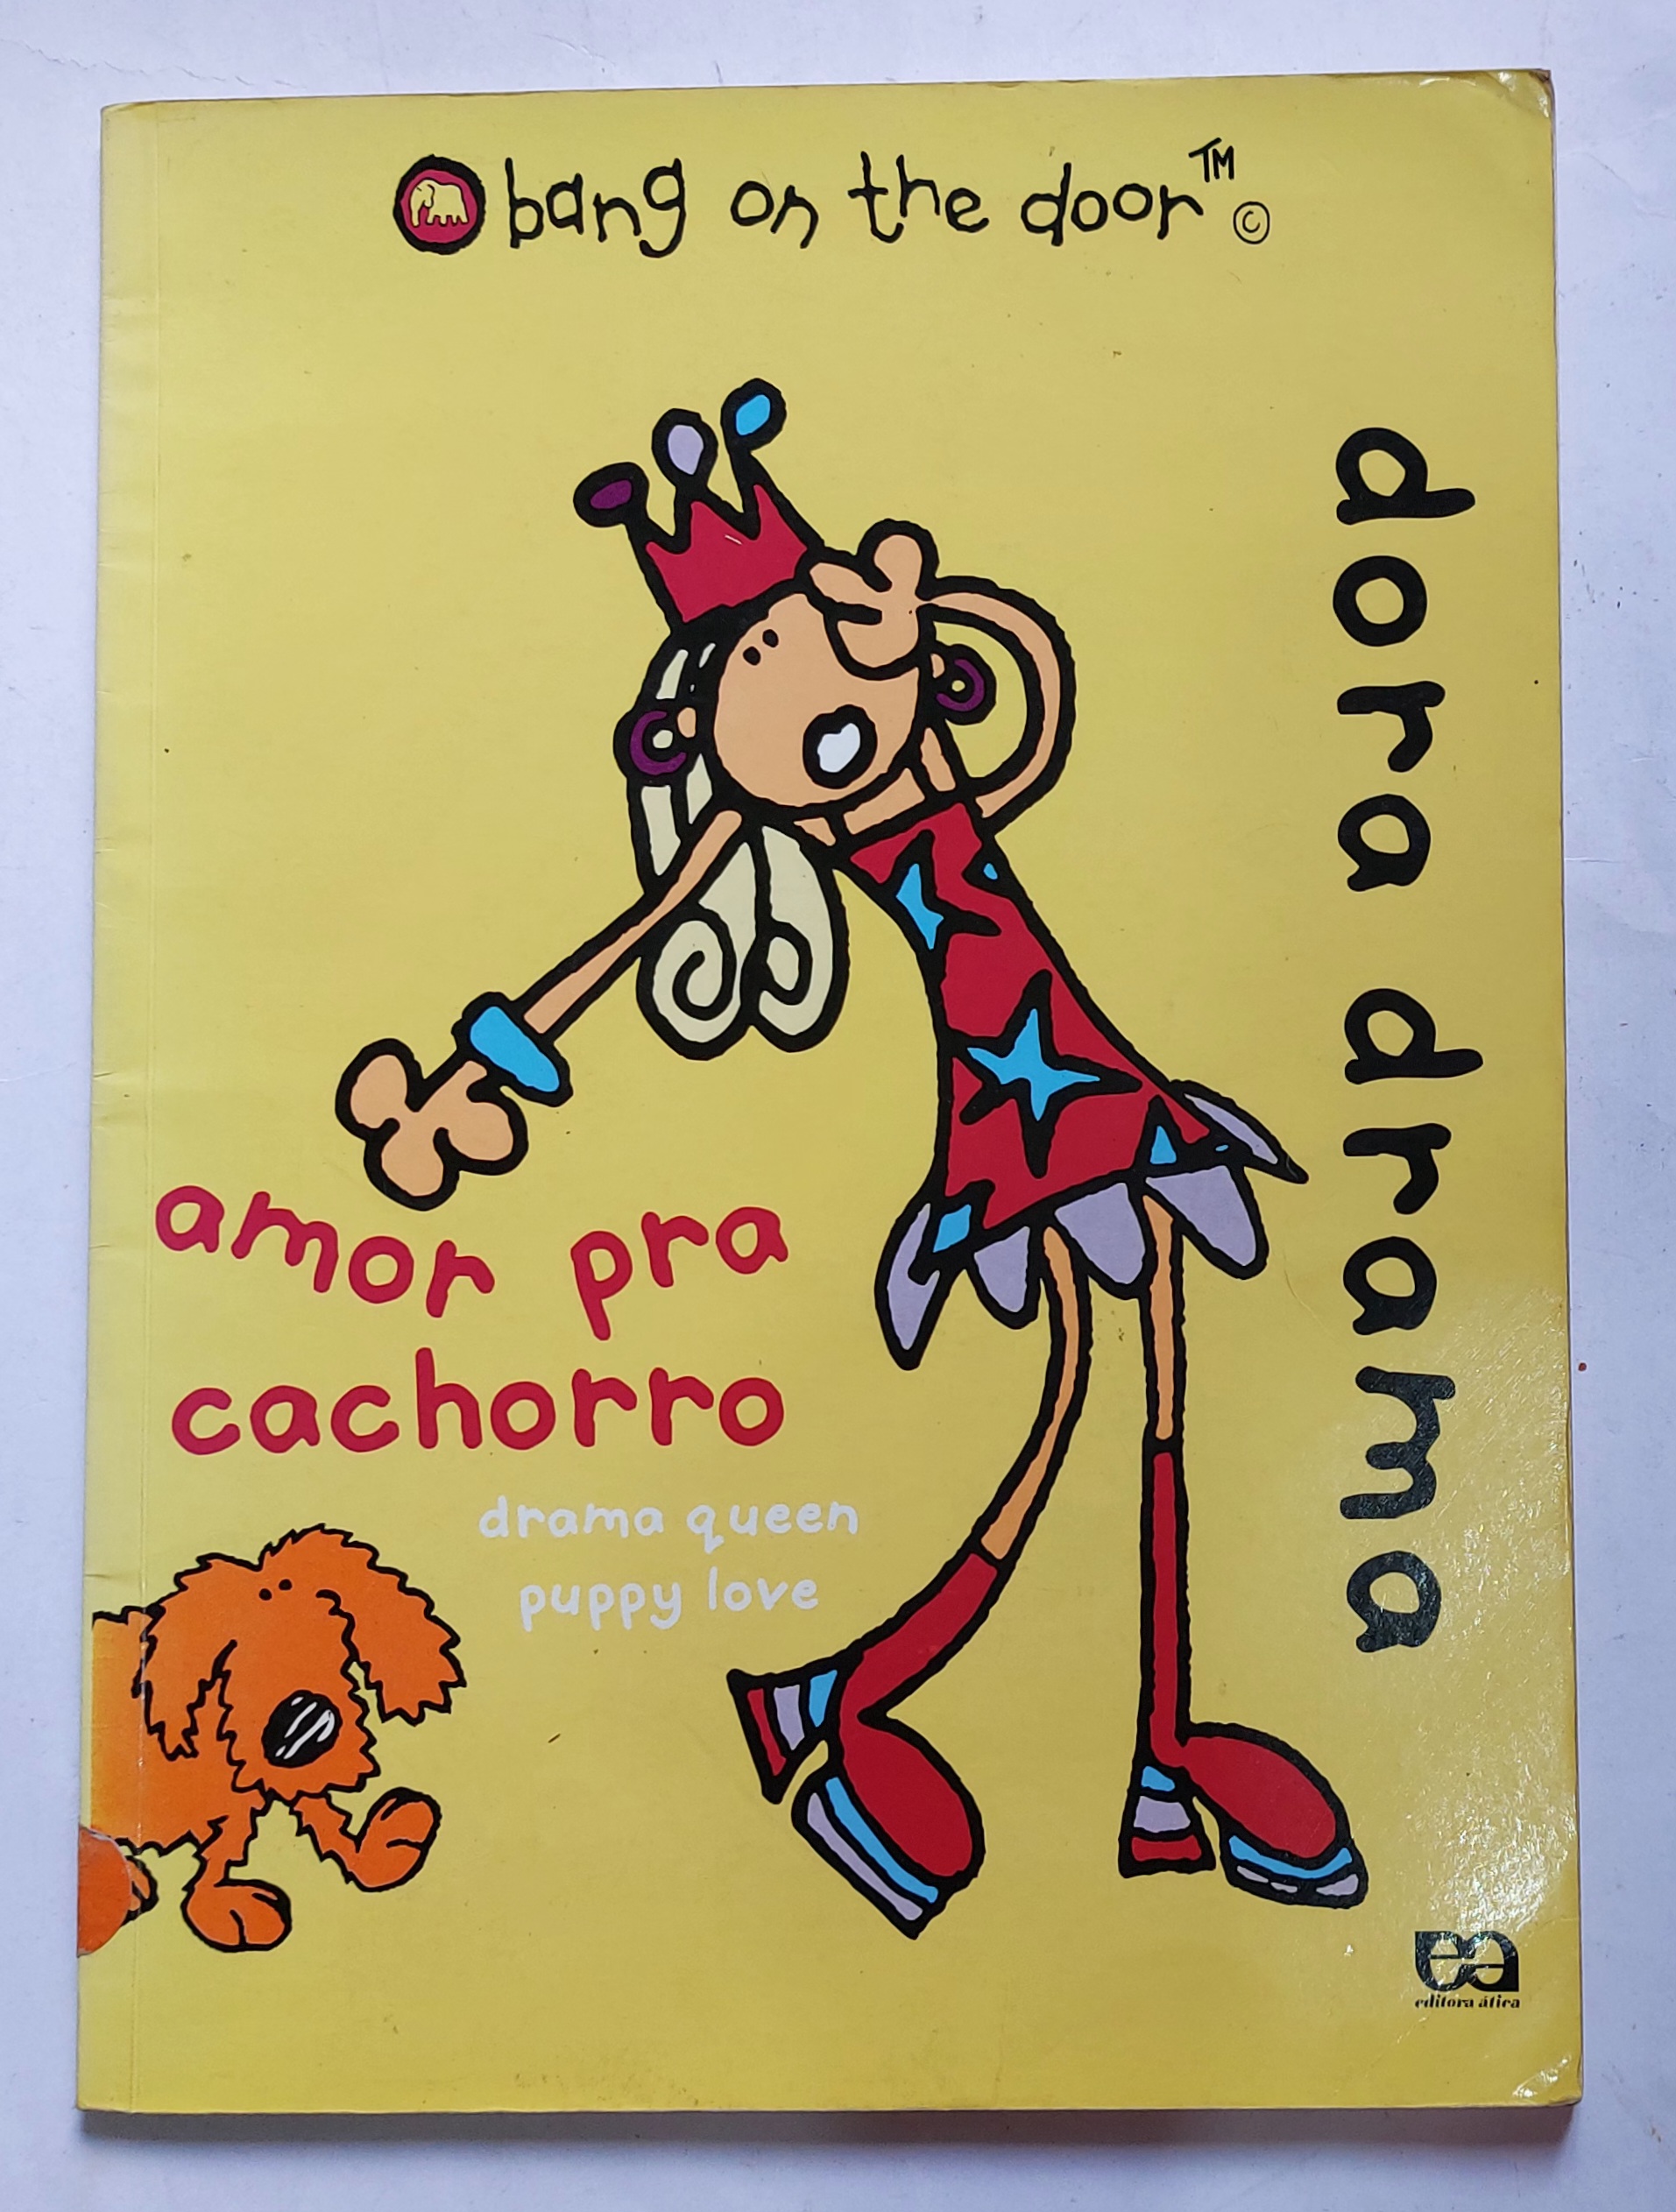 bang on the door™ ©
dora drama
amor pra
cachorro
drama queen
puppy love
ea
editora ática